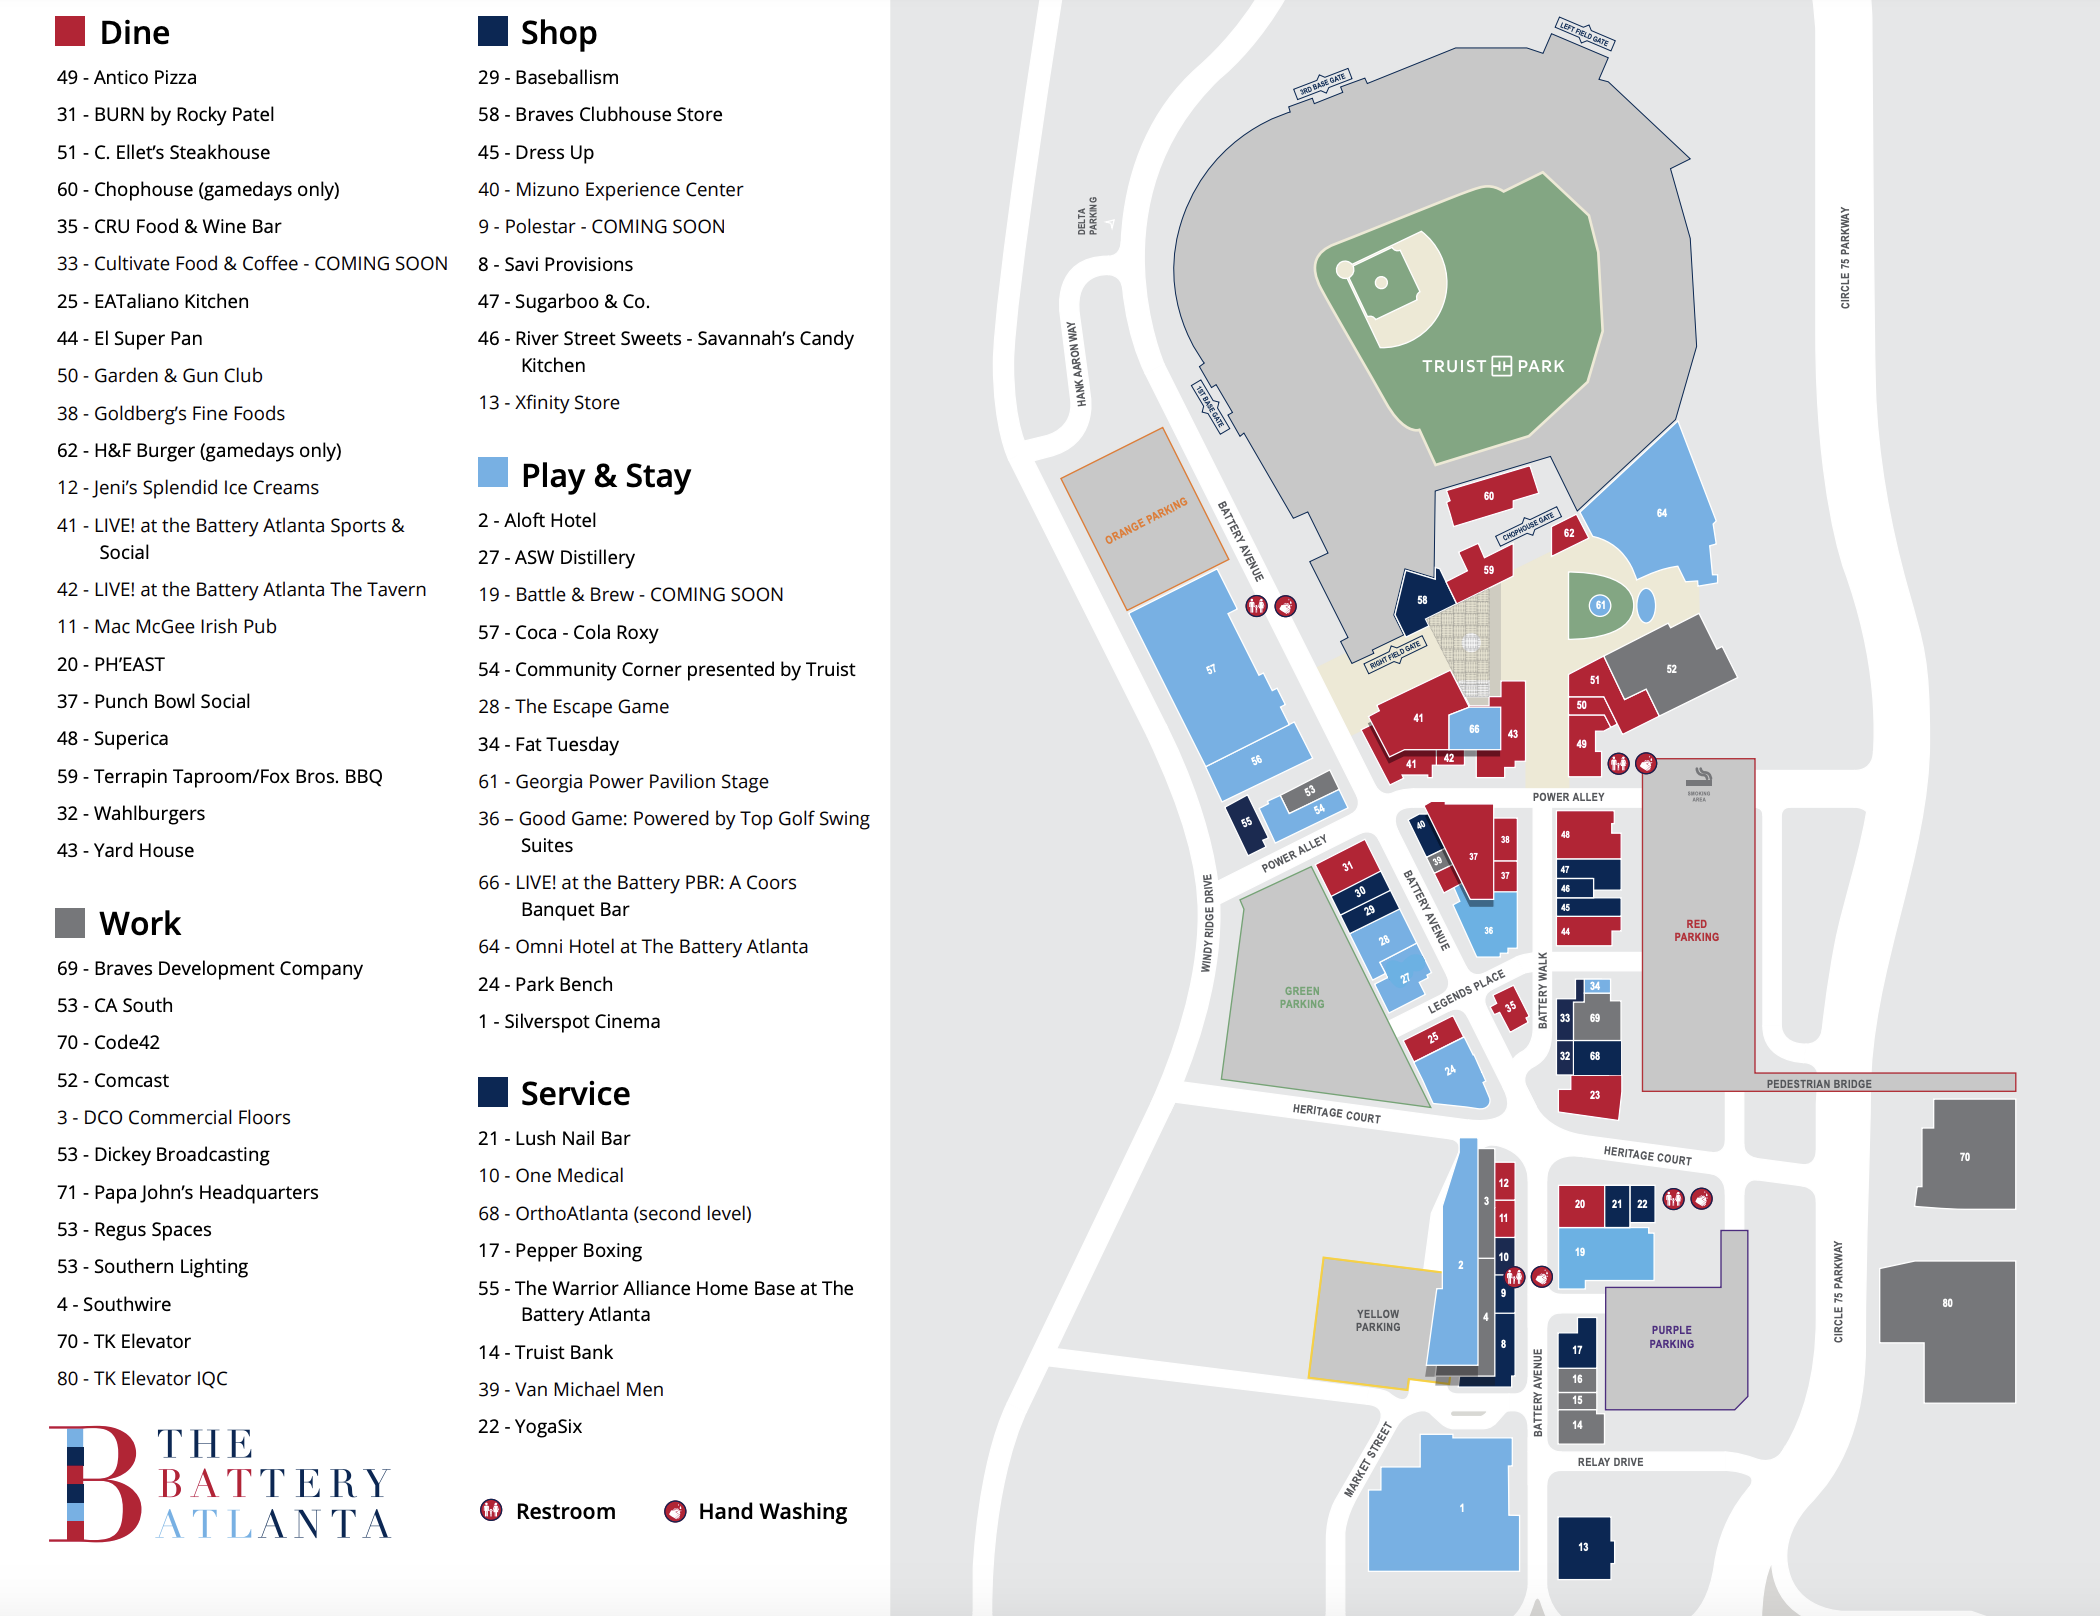 Dine
49 - Antico Pizza
31 - BURN by Rocky Patel
51 - C. Ellet’s Steakhouse
60 - Chophouse (gamedays only)
35 - CRU Food & Wine Bar
33 - Cultivate Food & Coffee - COMING SOON
25 - EATaliano Kitchen
44 - El Super Pan
50 - Garden & Gun Club
38 - Goldberg’s Fine Foods
62 - H&F Burger (gamedays only)
12 - Jeni’s Splendid Ice Creams
41 - LIVE! at the Battery Atlanta Sports &
Social
42 - LIVE! at the Battery Atlanta The Tavern
11 - Mac McGee Irish Pub
20 - PH’EAST
37 - Punch Bowl Social
48 - Superica
59 - Terrapin Taproom/Fox Bros. BBQ
32 - Wahlburgers
43 - Yard House
Work
69 - Braves Development Company
53 - CA South
70 - Code42
52 - Comcast
3 - DCO Commercial Floors
53 - Dickey Broadcasting
71 - Papa John’s Headquarters
53 - Regus Spaces
53 - Southern Lighting
4 - Southwire
70 - TK Elevator
80 - TK Elevator IQC
B THE
BATTERY
ATLANTA
Shop
29 - Baseballism
58 - Braves Clubhouse Store
45 - Dress Up
40 - Mizuno Experience Center
9 - Polestar - COMING SOON
8 - Savi Provisions
47 - Sugarboo & Co.
46 - River Street Sweets - Savannah’s Candy
Kitchen
13 - Xfinity Store
Play & Stay
2 - Aloft Hotel
27 - ASW Distillery
19 - Battle & Brew - COMING SOON
57 - Coca - Cola Roxy
54 - Community Corner presented by Truist
28 - The Escape Game
34 - Fat Tuesday
61 - Georgia Power Pavilion Stage
36 – Good Game: Powered by Top Golf Swing
Suites
66 - LIVE! at the Battery PBR: A Coors
Banquet Bar
64 - Omni Hotel at The Battery Atlanta
24 - Park Bench
1 - Silverspot Cinema
Service
21 - Lush Nail Bar
10 - One Medical
68 - OrthoAtlanta (second level)
17 - Pepper Boxing
55 - The Warrior Alliance Home Base at The
Battery Atlanta
14 - Truist Bank
39 - Van Michael Men
22 - YogaSix
Restroom
Hand Washing
LEFT FIELD GATE
3RD BASE GATE
DELTA
PARKING
CIRCLE 75 PARKWAY
HANK AARON WAY
TRUIST PARK
1ST BASE GATE
ORANGE PARKING
BATTERY AVENUE
60
CHOPHOUSE GATE
62
64
59
58
61
RIGHT FIELD GATE
57
52
51
50
49
41
66
43
41
42
56
53
54
55
SMOKING
AREA
POWER ALLEY
POWER ALLEY
40
39
37
38
37
36
48
47
46
45
44
31
30
29
28
27
BATTERY AVENUE
WINDY RIDGE DRIVE
RED
PARKING
GREEN
PARKING
LEGENDS PLACE
BATTERY WALK
35
34
33
69
32
68
23
25
24
PEDESTRIAN BRIDGE
HERITAGE COURT
HERITAGE COURT
70
12
3
11
10
2
9
4
8
20
21
22
19
YELLOW
PARKING
PURPLE
PARKING
CIRCLE 75 PARKWAY
80
17
16
15
14
BATTERY AVENUE
MARKET STREET
RELAY DRIVE
1
13